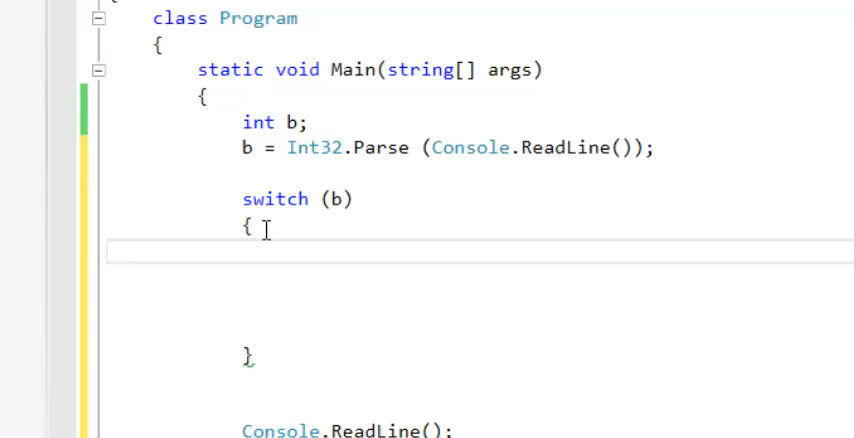 class Program
{
static void Main(string[] args)
{
int b;
b = Int32.Parse (Console.ReadLine());
switch (b)
{
}
Console.ReadLine();